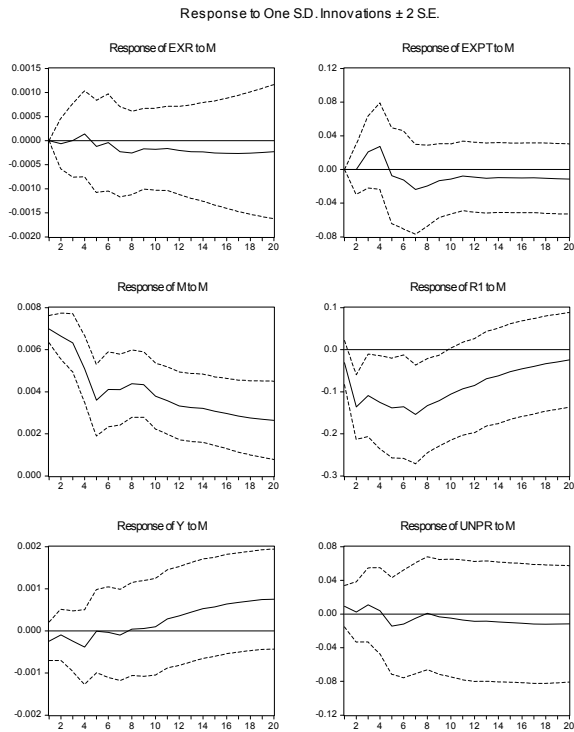 Response to One S.D. Innovations ± 2 S.E.
Response of EXR to M
0.0015
0.0010
0.0005
0.0000
-0.0005
-0.0010
-0.0015
-0.0020
2 4 6 8 10 12 14 16 18 20
Response of EXPT to M
0.12
0.08
0.04
0.00
-0.04
-0.08
2 4 6 8 10 12 14 16 18 20
Response of M to M
0.008
0.006
0.004
0.002
0.000
2 4 6 8 10 12 14 16 18 20
Response of R1 to M
0.1
0.0
-0.1
-0.2
-0.3
2 4 6 8 10 12 14 16 18 20
Response of Y to M
0.002
0.001
0.000
-0.001
-0.002
2 4 6 8 10 12 14 16 18 20
Response of UNPR to M
0.08
0.04
0.00
-0.04
-0.08
-0.12
2 4 6 8 10 12 14 16 18 20